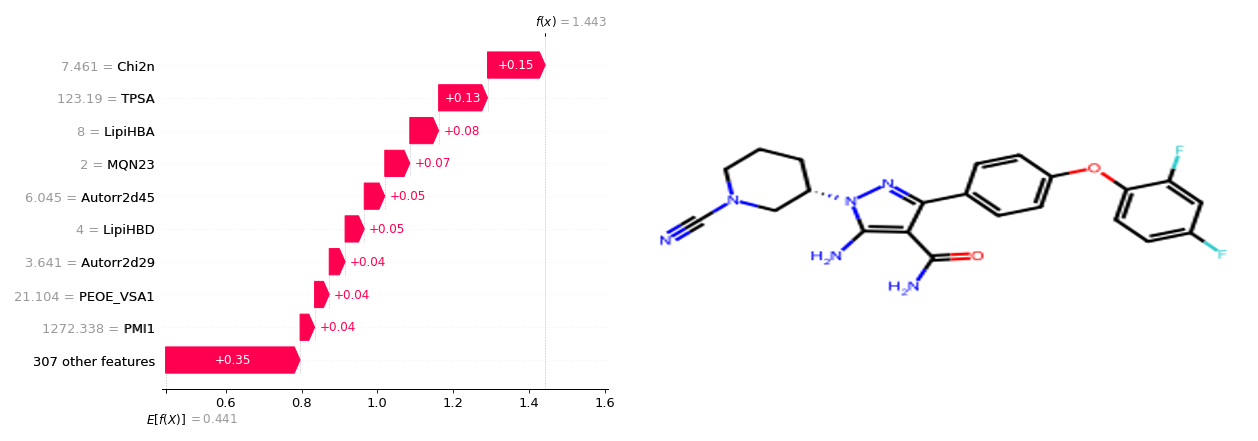 f(x) = 1.443
7.461 = Chi2n
+0.15
123.19 = TPSA
+0.13
8 = LipiHBA
+0.08
2 = MQN23
+0.07
6.045 = Autorr2d45
+0.05
4 = LipiHBD
+0.05
3.641 = Autorr2d29
+0.04
21.104 = PEOE_VSA1
+0.04
1272.338 = PMI1
+0.04
307 other features
+0.35
0.6 0.8 1.0 1.2 1.4 1.6
E[f(X)] = 0.441
F
O
N
N
N
N
F
H₂N
O
H₂N